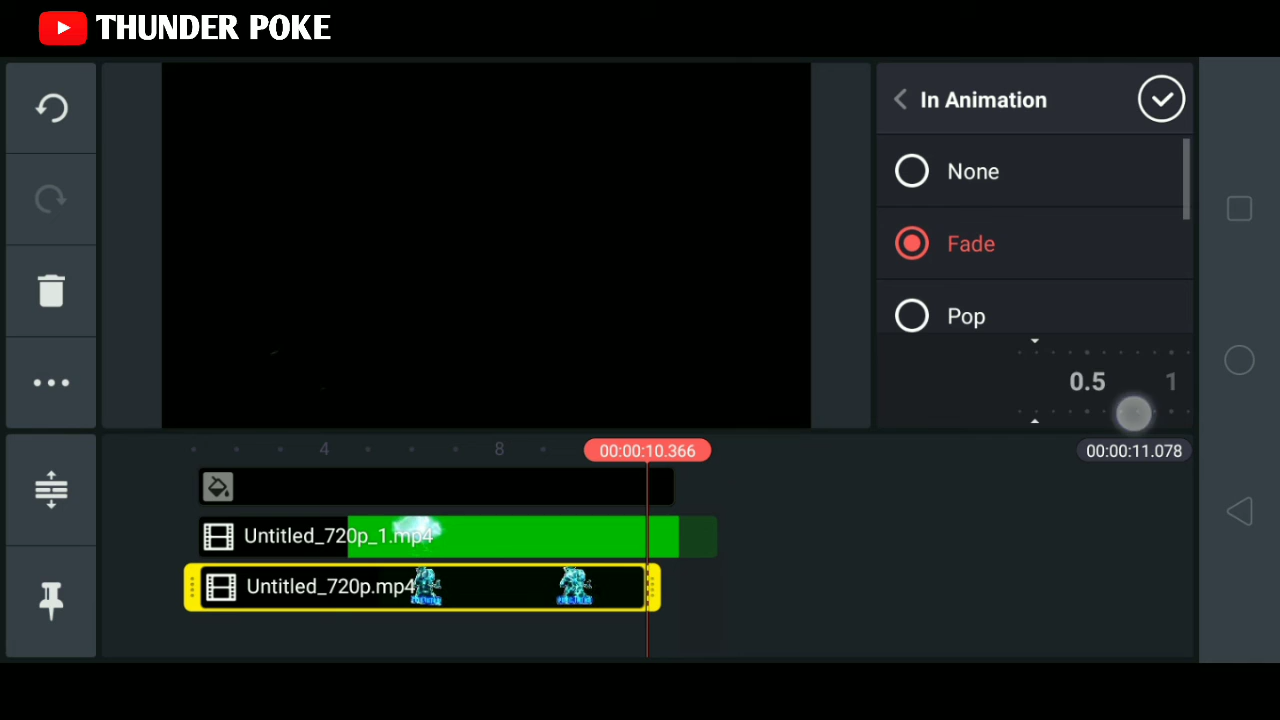 THUNDER POKE
In Animation
None
Fade
Pop
0.5 1
4 8 00:00:10.366 00:00:11.078
Untitled_720p_1.mp4
Untitled_720p.mp4